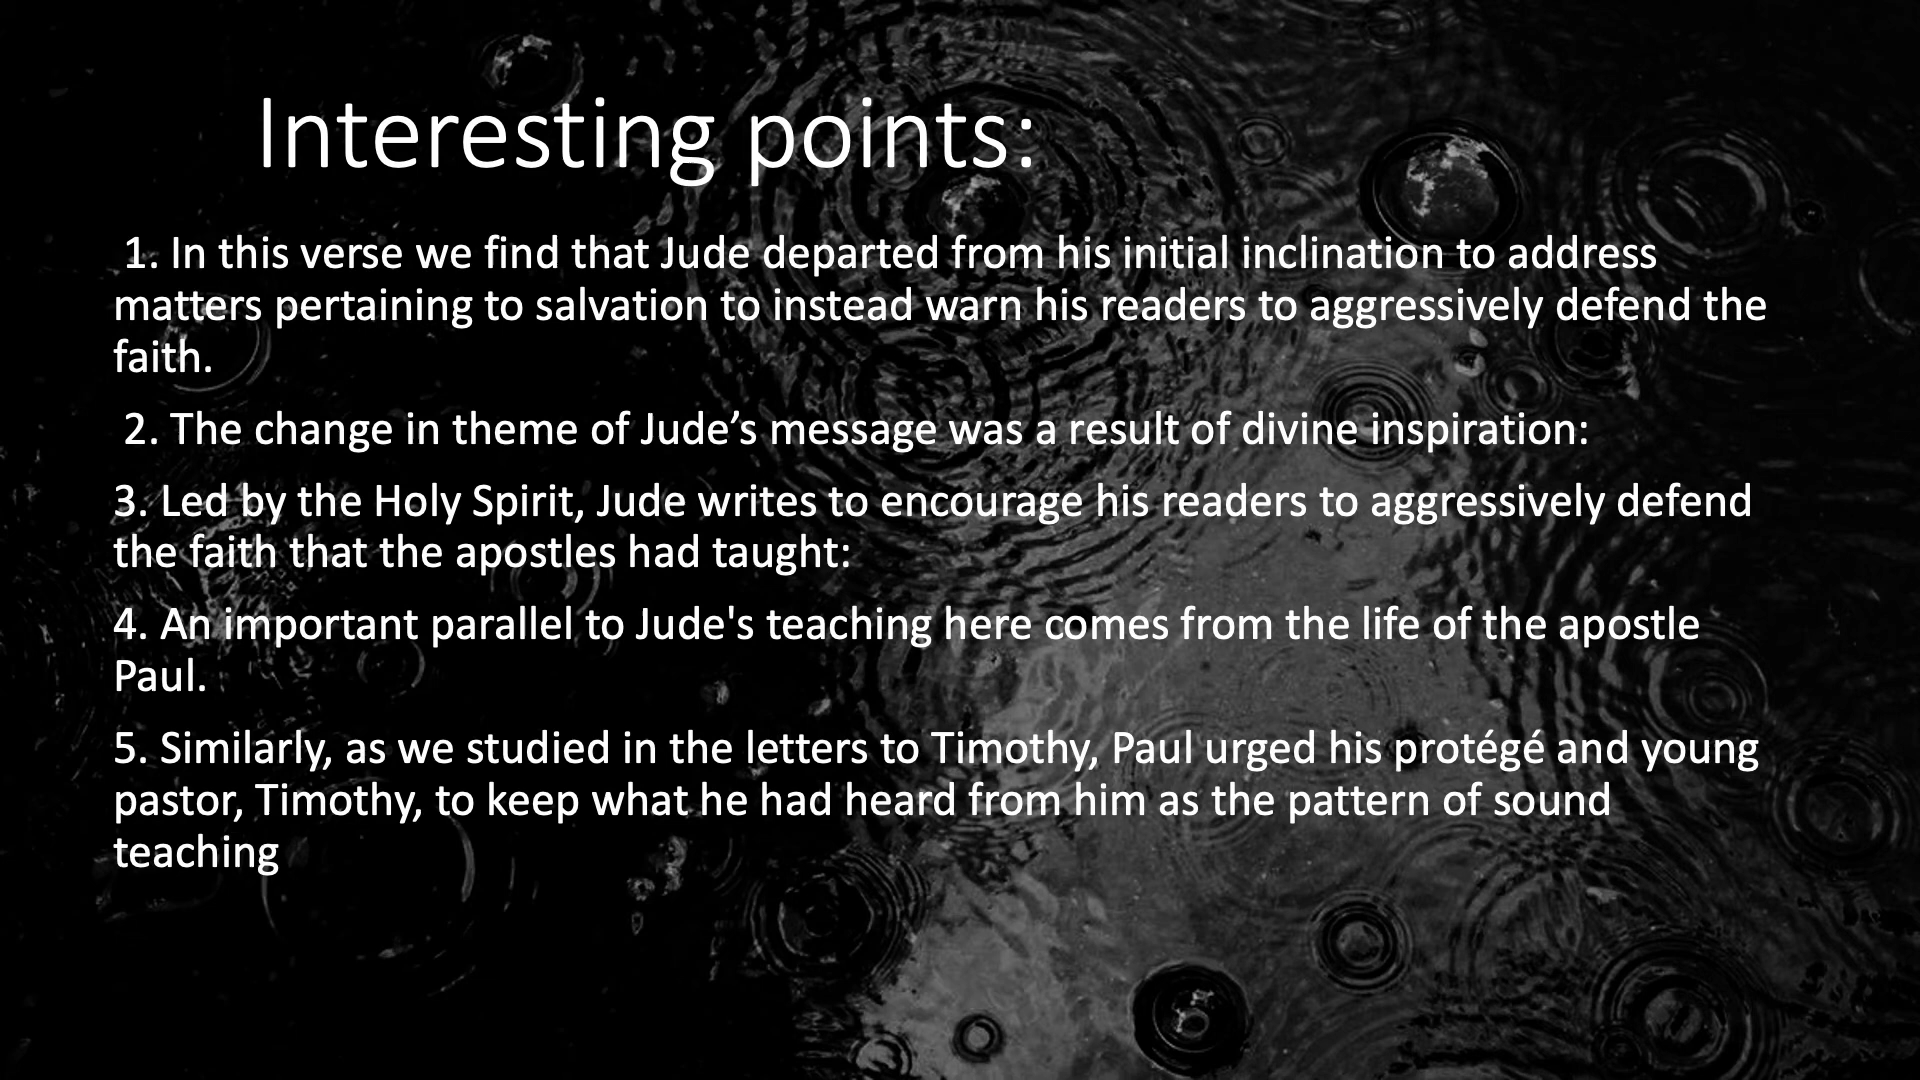 Interesting points:
1. In this verse we find that Jude departed from his initial inclination to address
matters pertaining to salvation to instead warn his readers to aggressively defend the
faith.
2. The change in theme of Jude’s message was a result of divine inspiration:
3. Led by the Holy Spirit, Jude writes to encourage his readers to aggressively defend
the faith that the apostles had taught:
4. An important parallel to Jude's teaching here comes from the life of the apostle
Paul.
5. Similarly, as we studied in the letters to Timothy, Paul urged his protégé and young
pastor, Timothy, to keep what he had heard from him as the pattern of sound
teaching